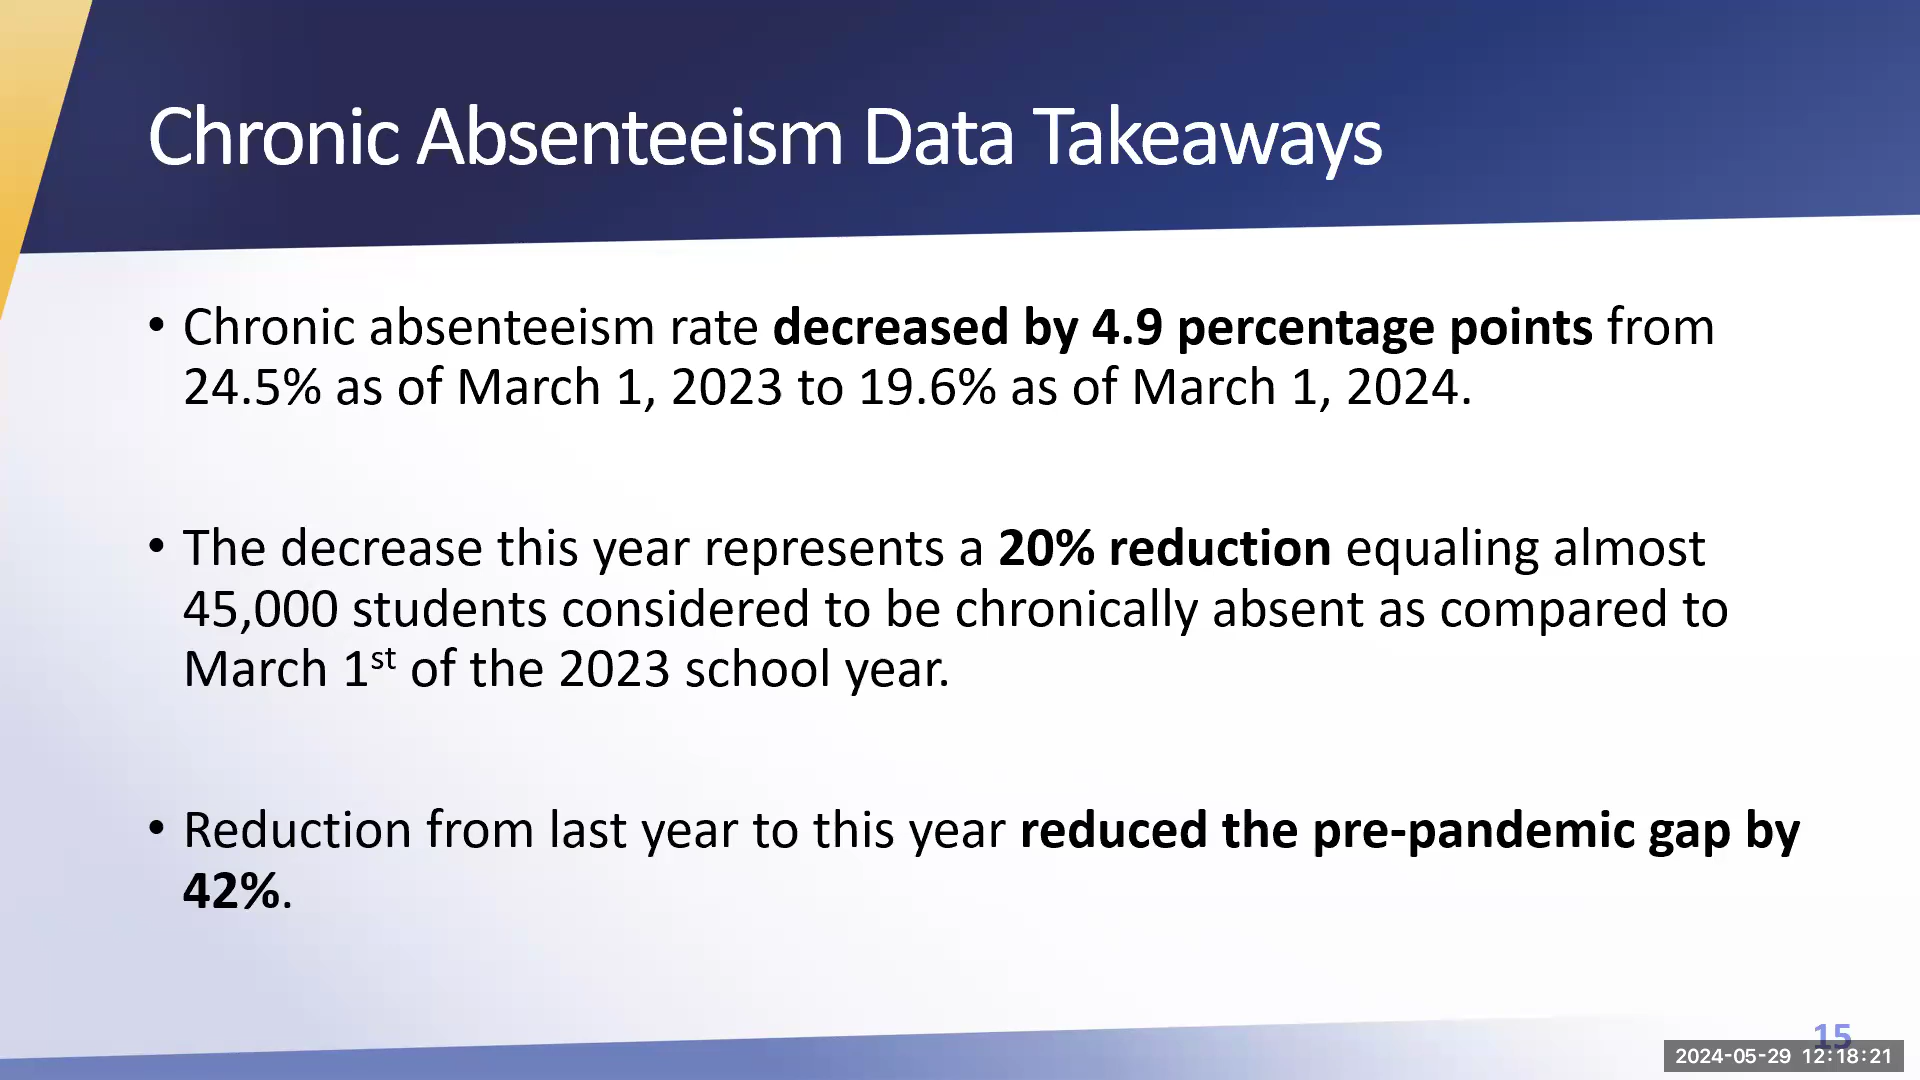 Chronic Absenteeism Data Takeaways
• Chronic absenteeism rate decreased by 4.9 percentage points from
24.5% as of March 1, 2023 to 19.6% as of March 1, 2024.
• The decrease this year represents a 20% reduction equaling almost
45,000 students considered to be chronically absent as compared to
March 1st of the 2023 school year.
• Reduction from last year to this year reduced the pre-pandemic gap by
42%.
15
2024-05-29 12:18:21